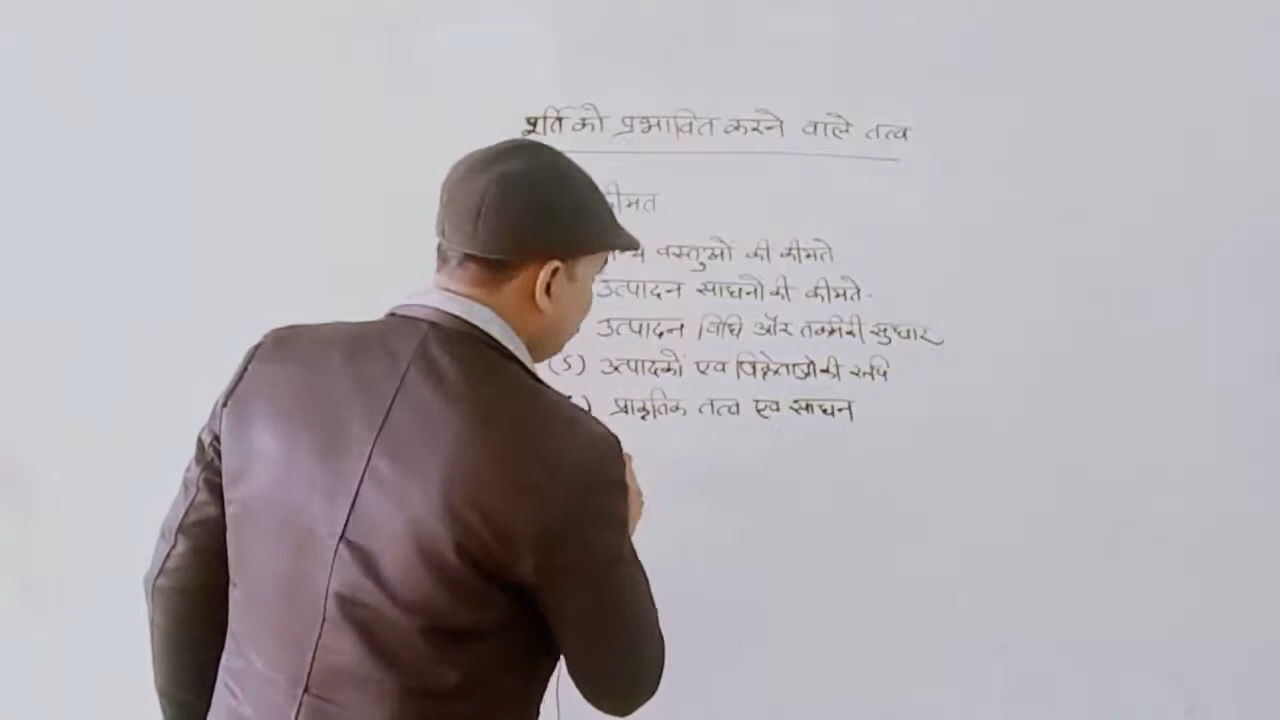 पूर्ति को प्रभावित करने वाले तत्व
कीमत
अन्य वस्तुओं की कीमते
उत्पादन साधनो की कीमते.
उत्पादन विधि और तकनीकी सुधार
(5) उत्पादकों एव विक्रेताओ की रूचि
) प्राकृतिक तत्व एव साधन